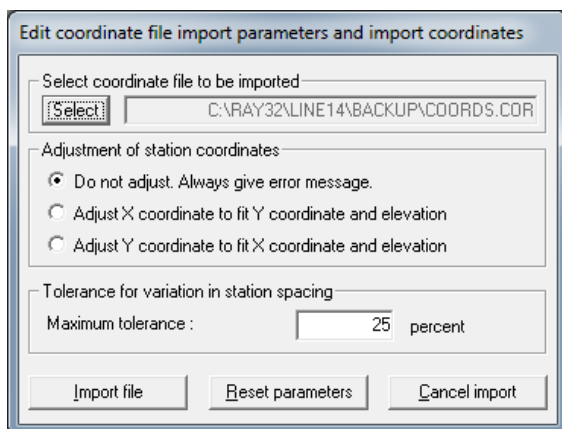 Edit coordinate file import parameters and import coordinates
Select coordinate file to be imported
Select C:\RAY32\LINE14\BACKUP\COORDS.COR
Adjustment of station coordinates
Do not adjust. Always give error message.
Adjust X coordinate to fit Y coordinate and elevation
Adjust Y coordinate to fit X coordinate and elevation
Tolerance for variation in station spacing
Maximum tolerance : 25 percent
Import file Reset parameters Cancel import